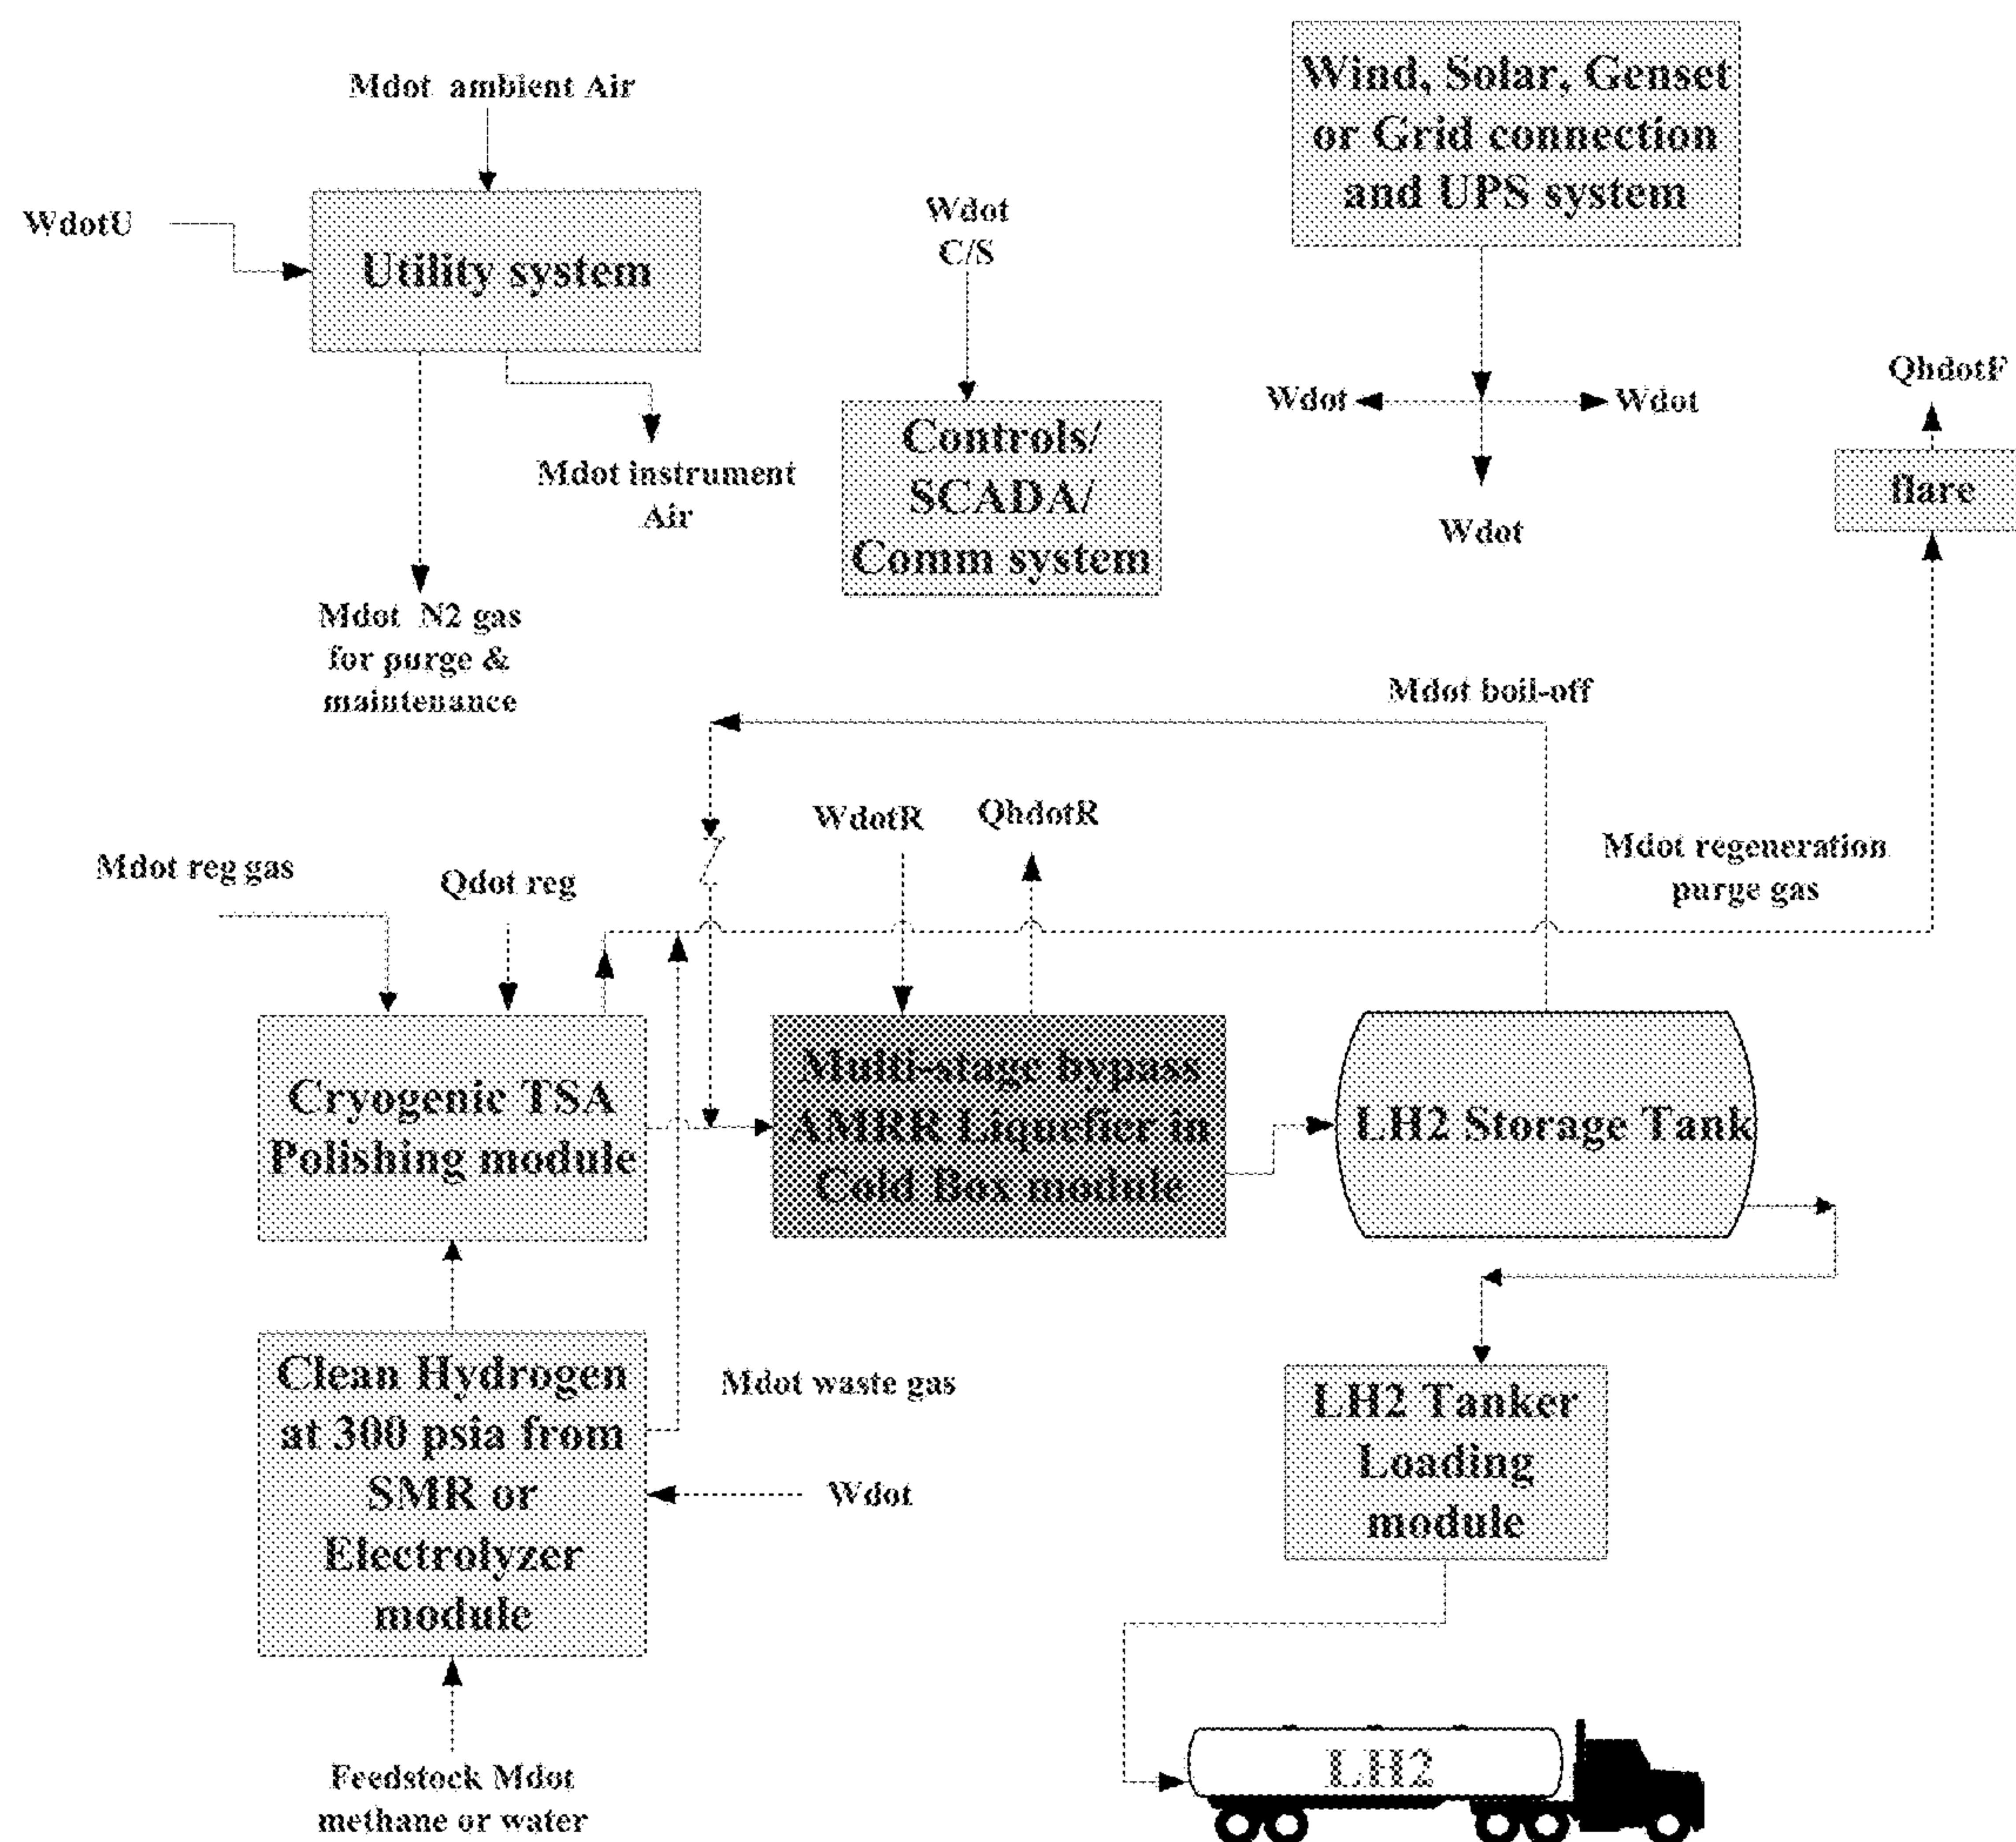 Mdot ambient Air
WdotU
Utility system
Mdot instrument
Air
Mdot N2 gas
for purge &
maintenance
Wdot
C/S
Controls/
SCADA/
Comm system
Wind, Solar, Genset
or Grid connection
and UPS system
Wdot
Wdot
Wdot
QhdotF
flare
Mdot boil-off
WdotR
QhdotR
Mdot regeneration
purge gas
Mdot reg gas
Qdot reg
Cryogenic TSA
Polishing module
Multi-stage bypass
AMRR Liquefier in
Cold Box module
LH2 Storage Tank
Clean Hydrogen
at 300 psia from
SMR or
Electrolyzer
module
Mdot waste gas
Wdot
LH2 Tanker
Loading
module
Feedstock Mdot
methane or water
LH2